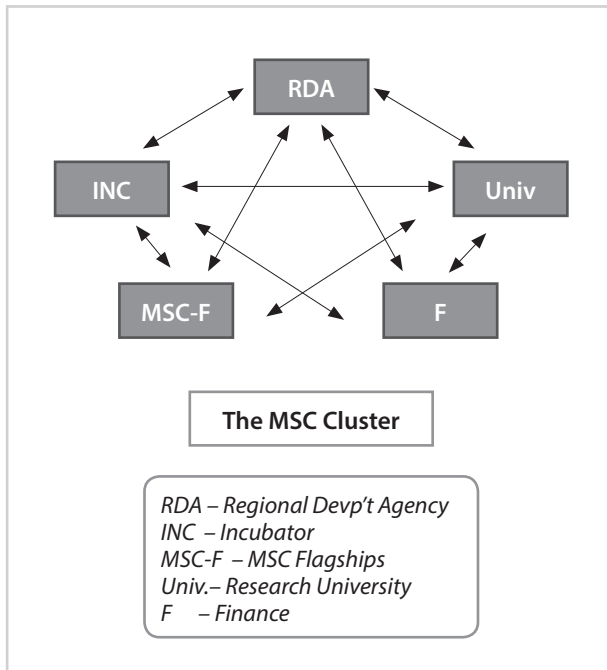 RDA
INC
Univ
MSC-F
F
The MSC Cluster
RDA – Regional Devp't Agency
INC – Incubator
MSC-F – MSC Flagships
Univ.– Research University
F – Finance